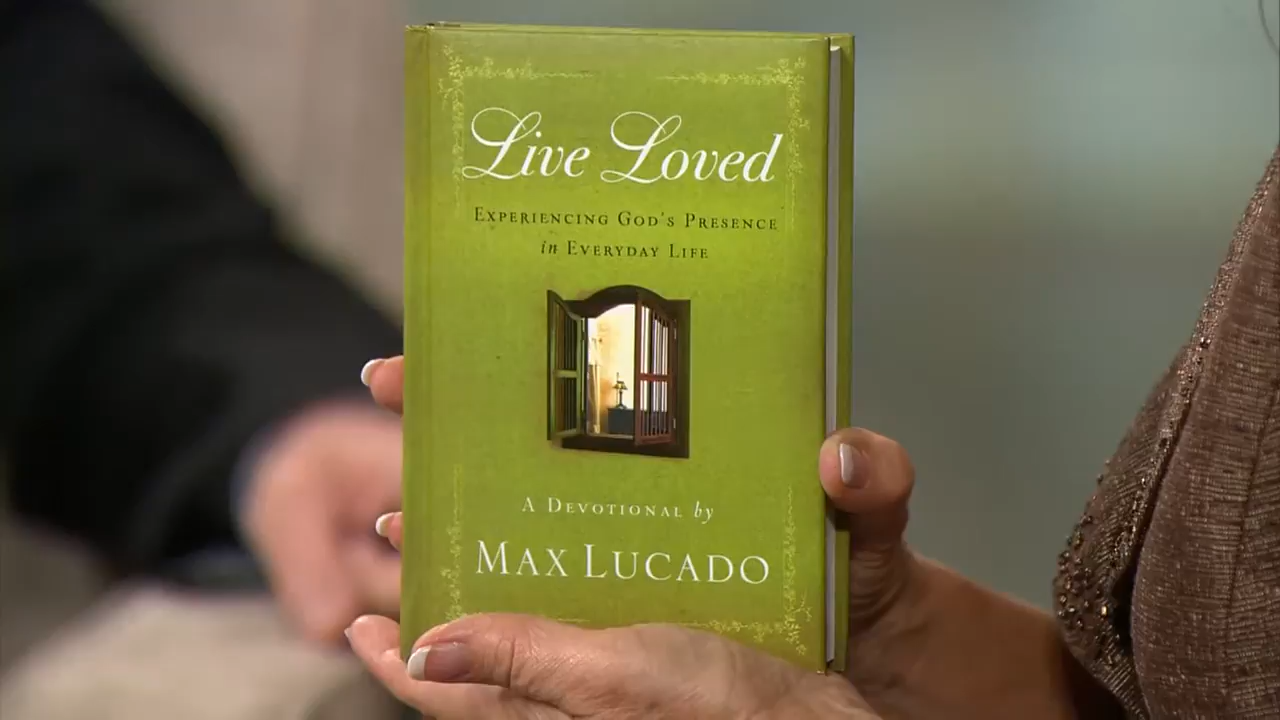 Live Loved
Experiencing God's Presence
in Everyday Life
A Devotional by
Max Lucado